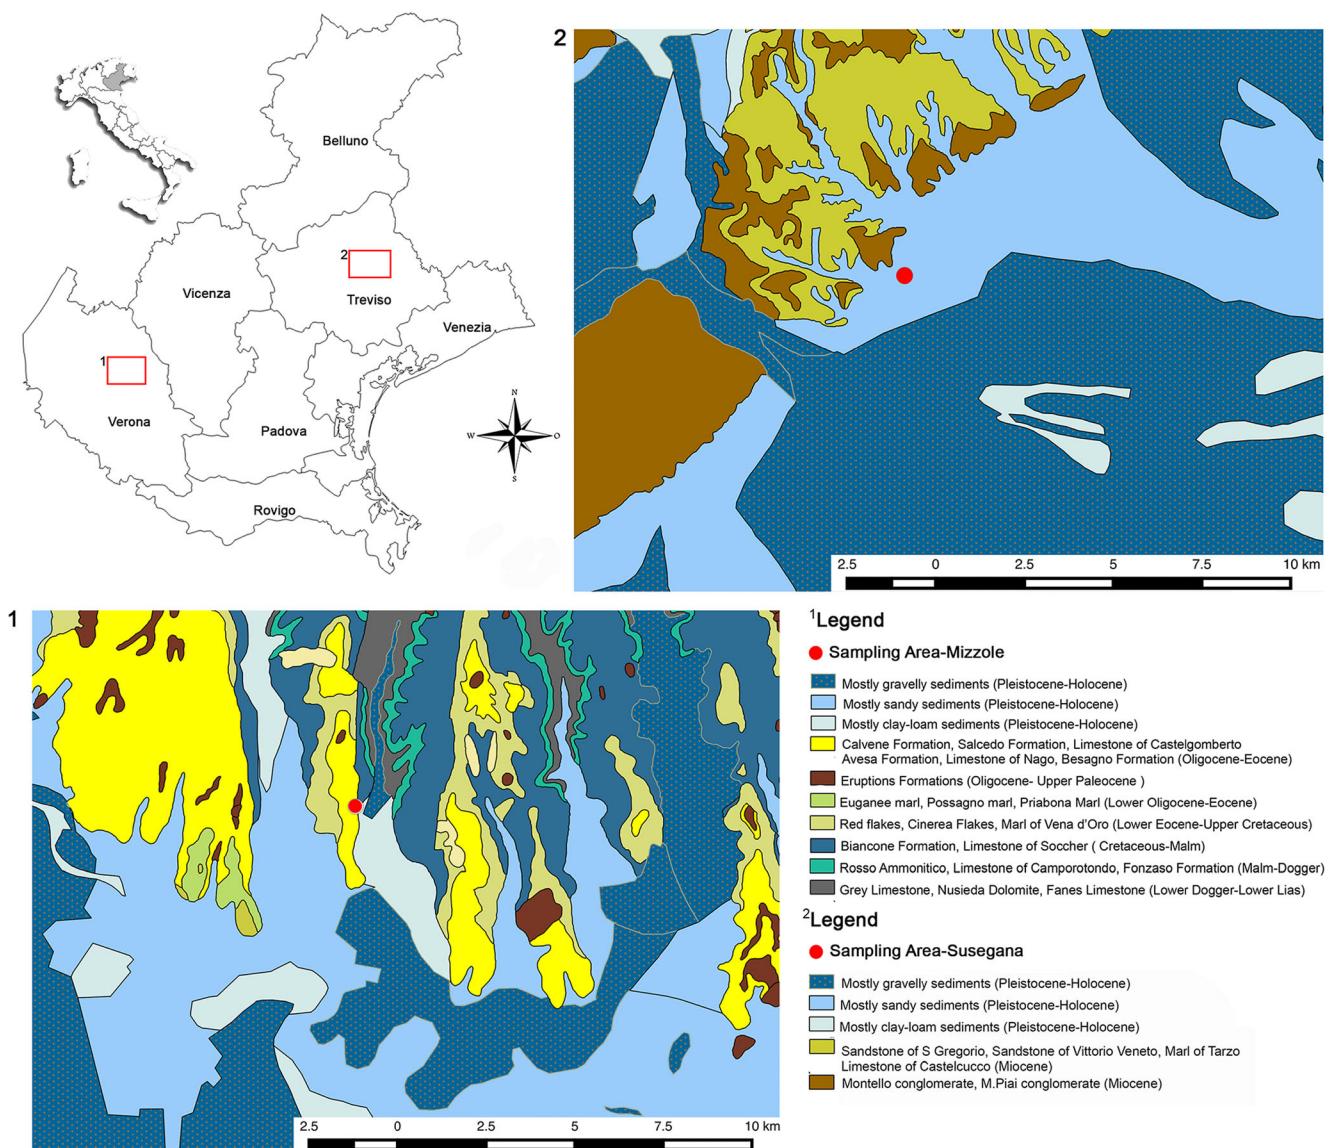 2
Belluno
2
Vicenza
Treviso
Venezia
1
Verona
Padova
Rovigo
N
W
O
S
2.5 0 2.5 5 7.5 10 km
1
2.5 0 2.5 5 7.5 10 km
1Legend
Sampling Area-Mizzole
Mostly gravelly sediments (Pleistocene-Holocene)
Mostly sandy sediments (Pleistocene-Holocene)
Mostly clay-loam sediments (Pleistocene-Holocene)
Calvene Formation, Salcedo Formation, Limestone of Castelgomberto
Avesa Formation, Limestone of Nago, Besagno Formation (Oligocene-Eocene)
Eruptions Formations (Oligocene- Upper Paleocene )
Euganee marl, Possagno marl, Priabona Marl (Lower Oligocene-Eocene)
Red flakes, Cinerea Flakes, Marl of Vena d'Oro (Lower Eocene-Upper Cretaceous)
Biancone Formation, Limestone of Soccher ( Cretaceous-Malm)
Rosso Ammonitico, Limestone of Camporotondo, Fonzaso Formation (Malm-Dogger)
Grey Limestone, Nusieda Dolomite, Fanes Limestone (Lower Dogger-Lower Lias)
2Legend
Sampling Area-Susegana
Mostly gravelly sediments (Pleistocene-Holocene)
Mostly sandy sediments (Pleistocene-Holocene)
Mostly clay-loam sediments (Pleistocene-Holocene)
Sandstone of S Gregorio, Sandstone of Vittorio Veneto, Marl of Tarzo
Limestone of Castelcucco (Miocene)
Montello conglomerate, M.Piai conglomerate (Miocene)